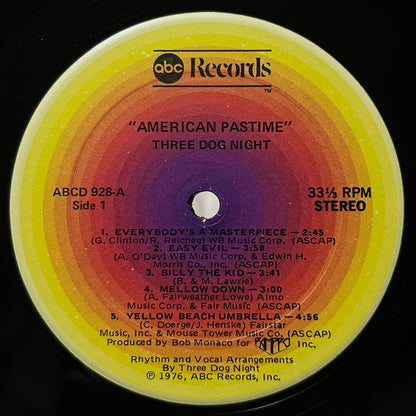 abc Records
TM
"AMERICAN PASTIME"
THREE DOG NIGHT
ABCD 928-A
Side 1
33⅓ RPM
STEREO
1. EVERYBODY'S A MASTERPIECE — 2:45
(G. Clinton/R. Reicheg) WB Music Corp. (ASCAP)
2. EASY EVIL — 3:58
(A. O'Day) WB Music Corp. & Edwin H.
Morris Co., Inc. (ASCAP)
3. BILLY THE KID — 3:41
(B. & M. Lawrie)
4. MELLOW DOWN — 3:00
(A. Fairweather Lowe) Almo
Music Corp. & Fair Music (ASCAP)
5. YELLOW BEACH UMBRELLA — 4:56
(C. Doerge/J. Henske) Fairstar
Music, Inc. & Mouse Tower Music Co. (ASCAP)
Produced by Bob Monaco for Inc.
Rhythm and Vocal Arrangements
By Three Dog Night
℗ 1976, ABC Records, Inc.